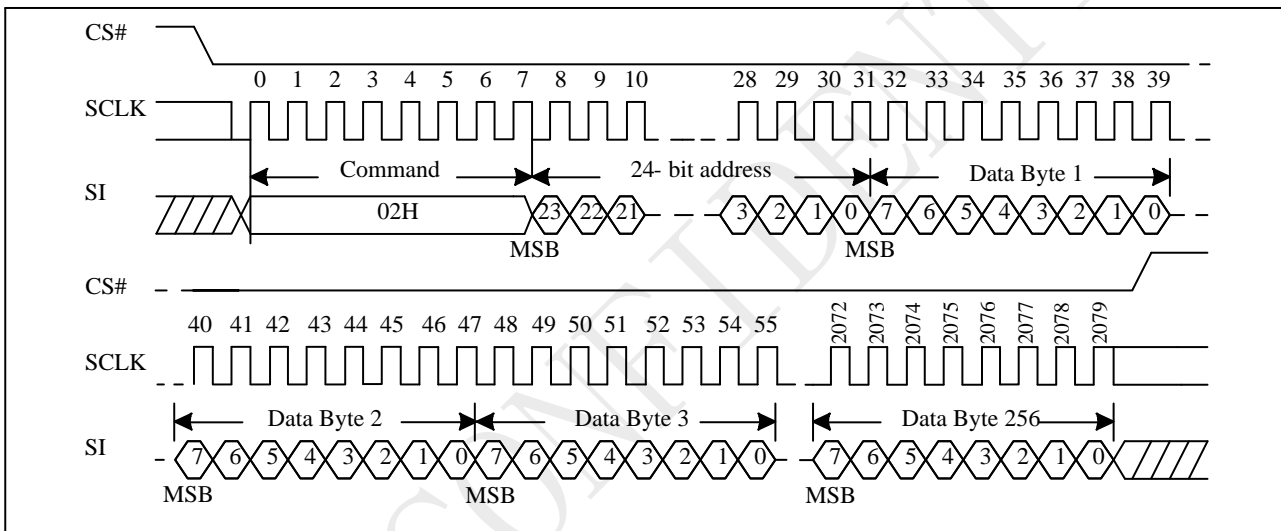 CS#
0 1 2 3 4 5 6 7 8 9 10 28 29 30 31 32 33 34 35 36 37 38 39
SCLK
Command 24- bit address Data Byte 1
SI
02H 23 22 21 3 2 1 0 7 6 5 4 3 2 1 0
MSB MSB
CS#
40 41 42 43 44 45 46 47 48 49 50 51 52 53 54 55 2072 2073 2074 2075 2076 2077 2078 2079
SCLK
Data Byte 2 Data Byte 3 Data Byte 256
SI
7 6 5 4 3 2 1 0 7 6 5 4 3 2 1 0 7 6 5 4 3 2 1 0
MSB MSB MSB
CONFIDENT